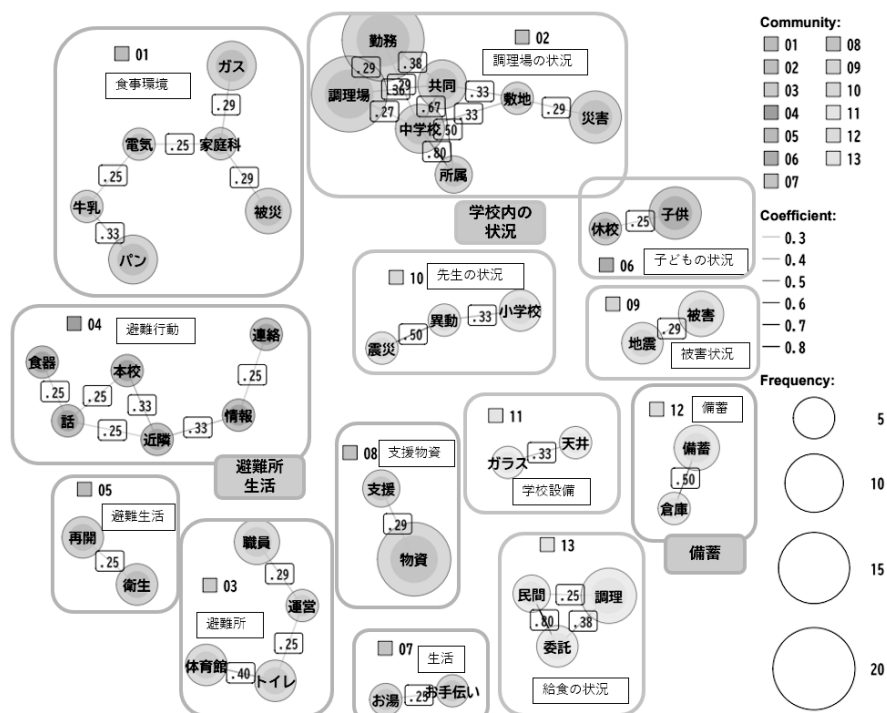 01
食事環境
ガス
.29
電気
.25
家庭科
.25
.29
牛乳
被災
.33
パン
02
調理場の状況
勤務
.38
.29
共同
.29
.33
調理場
.27
.67
敷地
.29
.33
災害
中学校
.50
.80
所属
学校内の
状況
子供
.25
休校
06
子どもの状況
10
先生の状況
小学校
異動
.33
.50
震災
09
被害
.29
地震
被害状況
04
避難行動
連絡
食器
本校
.25
.25
.25
.33
話
.25
.33
情報
近隣
避難所
生活
05
避難生活
再開
.25
衛生
職員
.29
03
運営
避難所
.25
体育館
.40
トイレ
08
支援物資
支援
.29
物資
11
天井
ガラス
.33
学校設備
12
備蓄
備蓄
.50
倉庫
備蓄
13
民間
.25
調理
.80
.38
委託
給食の状況
07
生活
お湯
.25
お手伝い
Community:
01
08
02
09
03
10
04
11
05
12
06
13
07
Coefficient:
0.3
0.4
0.5
0.6
0.7
0.8
Frequency:
5
10
15
20